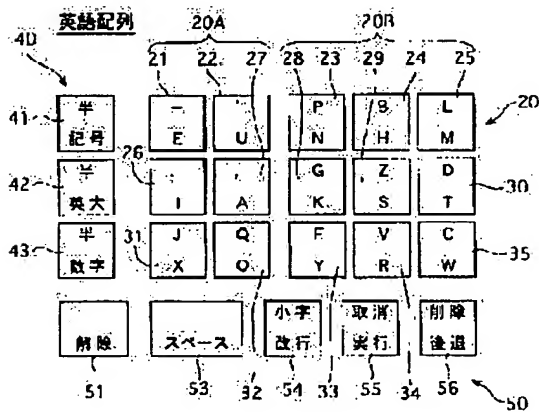 英語配列
20A 20B
40 21 22 27 28 23 29 24 25
41 半 一 ' P B L 20
記号 E U N H M
26
42 半 G Z D 30
英大 I A K S T
43 半 31 J Q F V C 35
数字 X O Y R W
小字 取消 削除
解除 スペース 改行 実行 後退
51 53 32 54 33 55 34 56 50